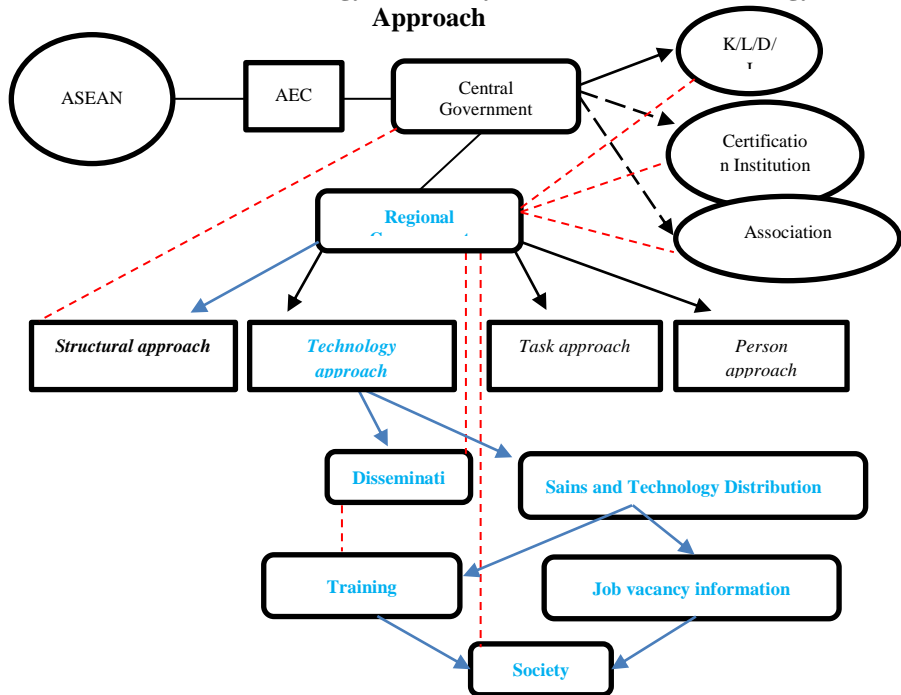 Approach
K/L/D/
ASEAN
AEC
Central
Government
Certificatio
n Institution
Association
Regional
Structural approach
Technology
approach
Task approach
Person
approach
Disseminati
Sains and Technology Distribution
Training
Job vacancy information
Society